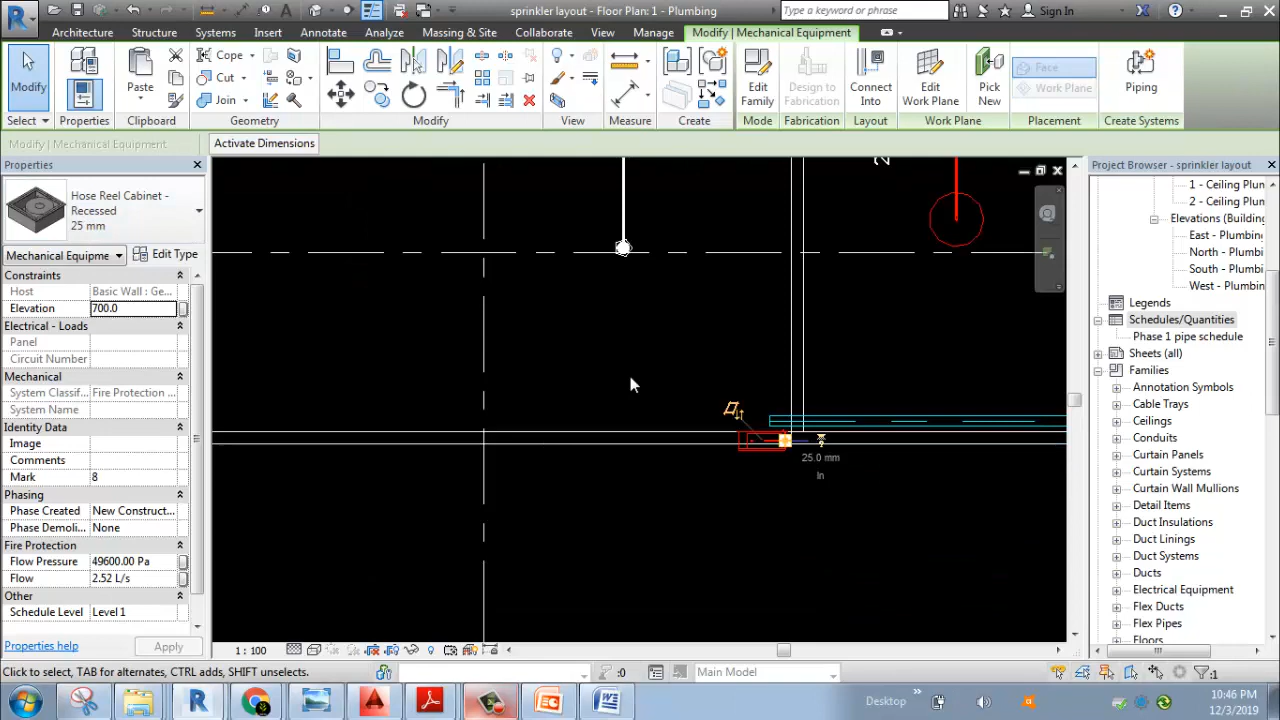 sprinkler layout - Floor Plan: 1 - Plumbing
Type a keyword or phrase
Sign In
Architecture Structure Systems Insert Annotate Analyze Massing & Site Collaborate View Manage Modify | Mechanical Equipment
Modify
Paste
Cope
Cut
Join
Edit Family
Design to Fabrication
Connect Into
Edit Work Plane
Pick New
Face
Work Plane
Piping
Select Properties Clipboard Geometry Modify View Measure Create Mode Fabrication Layout Work Plane Placement Create Systems
Modify | Mechanical Equipment
Activate Dimensions
Properties
Hose Reel Cabinet -
Recessed
25 mm
Mechanical Equipme
Edit Type
Constraints
Host Basic Wall : Ge...
Elevation 700.0
Electrical - Loads
Panel
Circuit Number
Mechanical
System Classif... Fire Protection ...
System Name
Identity Data
Image
Comments
Mark 8
Phasing
Phase Created New Construct...
Phase Demoli... None
Fire Protection
Flow Pressure 49600.00 Pa
Flow 2.52 L/s
Other
Schedule Level Level 1
Properties help
Apply
25.0 mm
In
Project Browser - sprinkler layout
1 - Ceiling Plum
2 - Ceiling Plum
Elevations (Building
East - Plumbing
North - Plumbi
South - Plumbi
West - Plumbin
Legends
Schedules/Quantities
Phase 1 pipe schedule
Sheets (all)
Families
Annotation Symbols
Cable Trays
Ceilings
Conduits
Curtain Panels
Curtain Systems
Curtain Wall Mullions
Detail Items
Duct Insulations
Duct Linings
Duct Systems
Ducts
Electrical Equipment
Flex Ducts
Flex Pipes
Floors
1 : 100
Click to select, TAB for alternates, CTRL adds, SHIFT unselects.
:0
Main Model
:1
Desktop
10:46 PM
12/3/2019